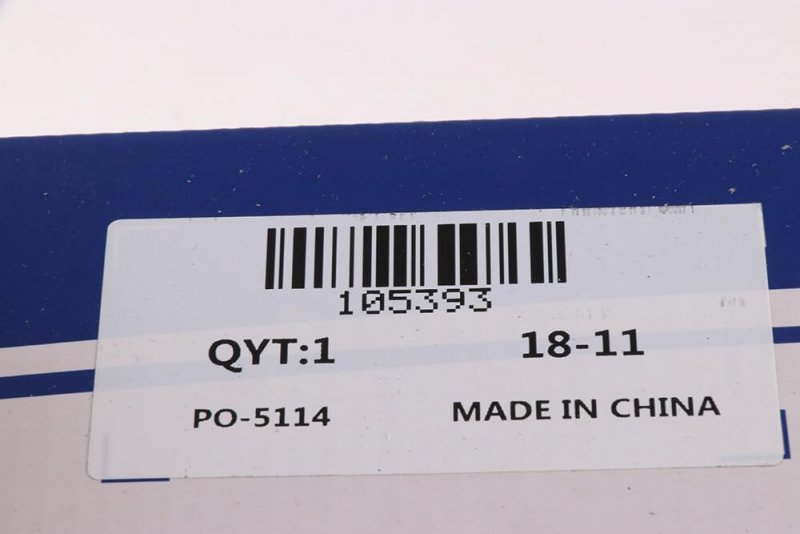 105393
QYT:1 18-11
PO-5114 MADE IN CHINA